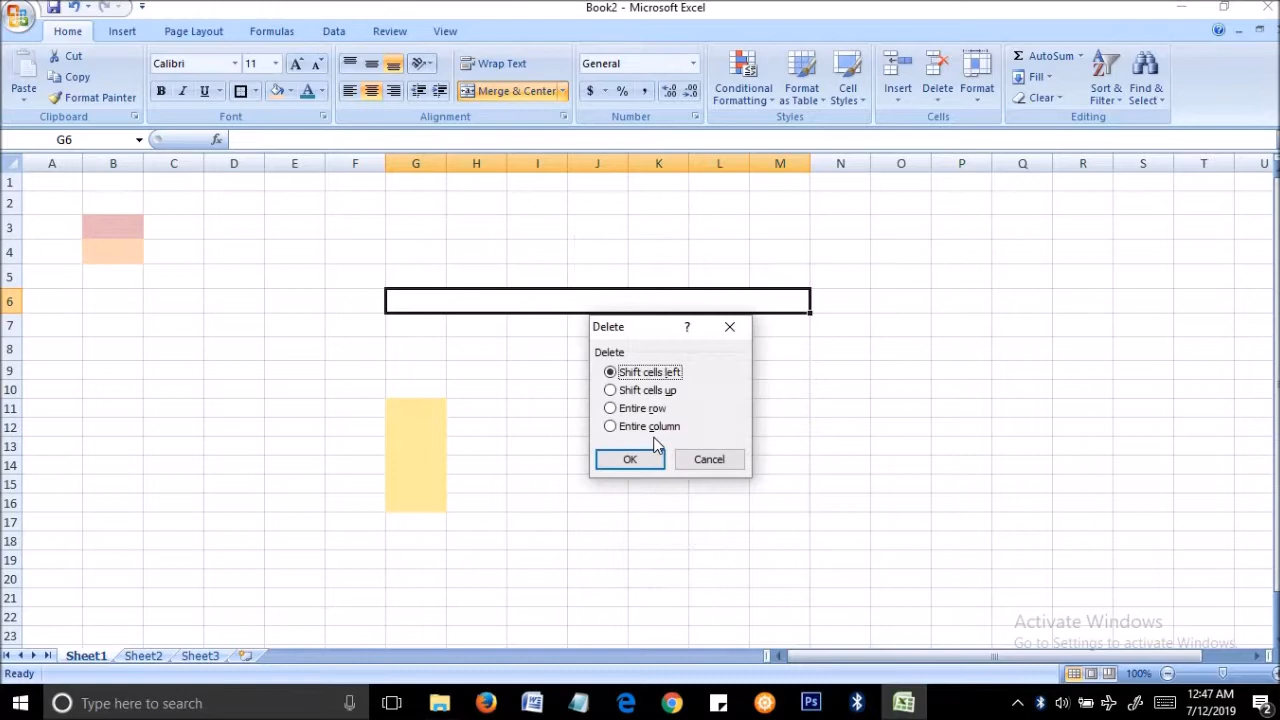 Book2 - Microsoft Excel
Home Insert Page Layout Formulas Data Review View
Cut
Copy
Format Painter
Paste
Clipboard
Calibri 11
B I U
Font
Wrap Text
Merge & Center
Alignment
General
$ % ,
Number
Conditional Formatting
Format as Table
Cell Styles
Styles
Insert Delete Format
Cells
AutoSum
Fill
Clear
Sort & Filter
Find & Select
Editing
G6 fx
A B C D E F G H I J K L M N O P Q R S T U
1
2
3
4
5
6
7
8
9
10
11
12
13
14
15
16
17
18
19
20
21
22
23
Delete ?
Delete
Shift cells left
Shift cells up
Entire row
Entire column
OK Cancel
Activate Windows
Go to Settings to activate Windows.
Sheet1 Sheet2 Sheet3
Ready 100%
Type here to search
12:47 AM
7/12/2019
2